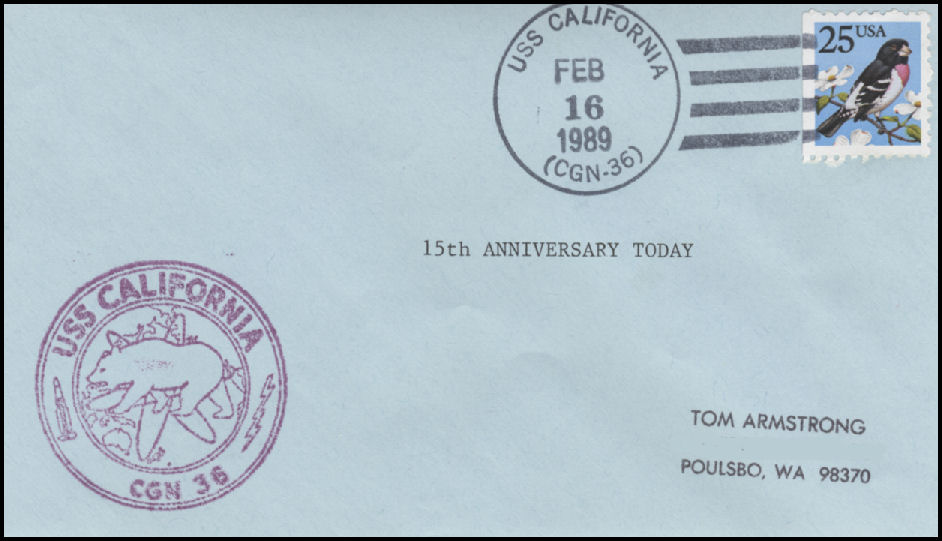 USS CALIFORNIA
FEB
16
1989
(CGN-36)
25 USA
15th ANNIVERSARY TODAY
USS CALIFORNIA
CGN 36
TOM ARMSTRONG
POULSBO, WA 98370